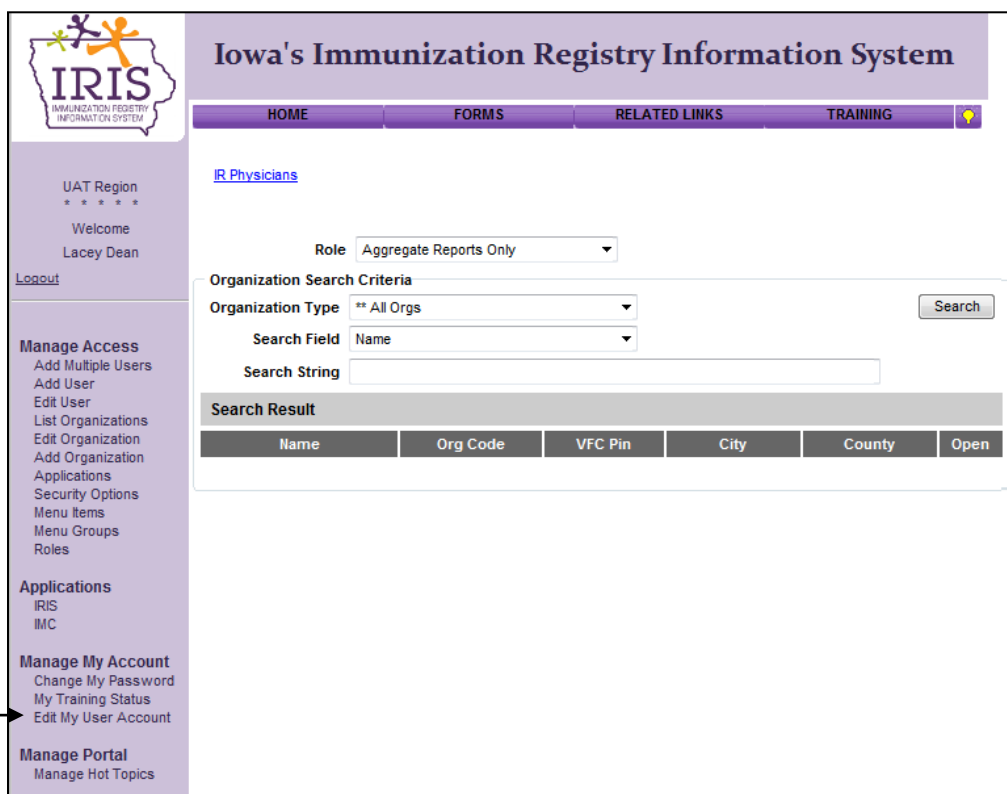 IRIS
IMMUNIZATION REGISTRY
INFORMATION SYSTEM
Iowa's Immunization Registry Information System
HOME FORMS RELATED LINKS TRAINING
UAT Region
* * * * *
Welcome
Lacey Dean
Logout
Manage Access
Add Multiple Users
Add User
Edit User
List Organizations
Edit Organization
Add Organization
Applications
Security Options
Menu Items
Menu Groups
Roles
Applications
IRIS
IMC
Manage My Account
Change My Password
My Training Status
Edit My User Account
Manage Portal
Manage Hot Topics
IR Physicians
Role Aggregate Reports Only
Organization Search Criteria
Organization Type ** All Orgs Search
Search Field Name
Search String
Search Result
Name Org Code VFC Pin City County Open